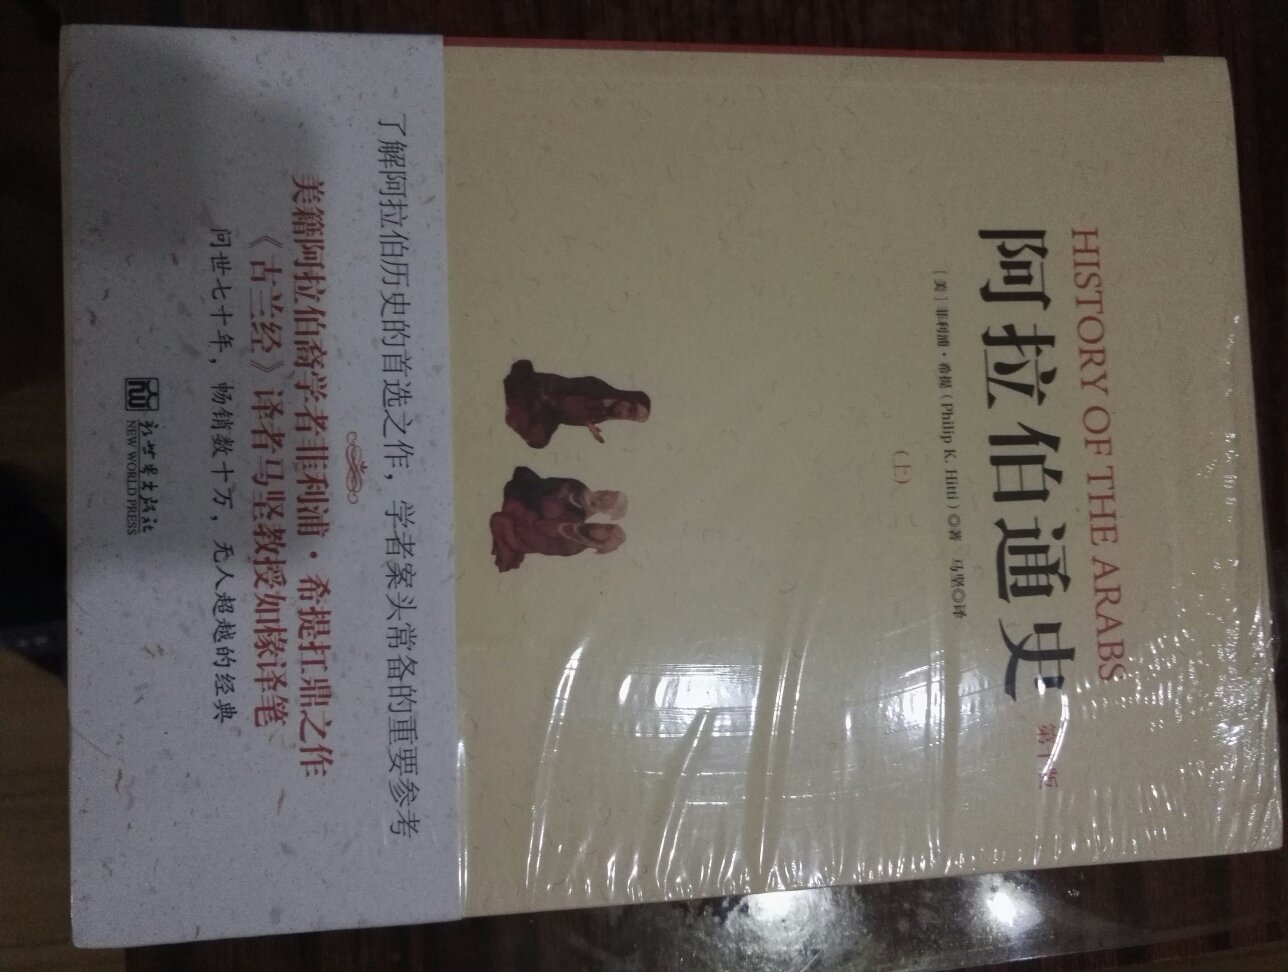 HISTORY OF THE ARABS
阿拉伯通史
第十版
[美]菲利浦·希提(Philip K. Hitti)◎著 马坚◎译
(上)
了解阿拉伯历史的首选之作，学者案头常备的重要参考
美籍阿拉伯裔学者菲利浦·希提扛鼎之作
《古兰经》译者马坚教授如椽译笔
问世七十年，畅销数十万，无人超越的经典
新世界出版社
NEW WORLD PRESS